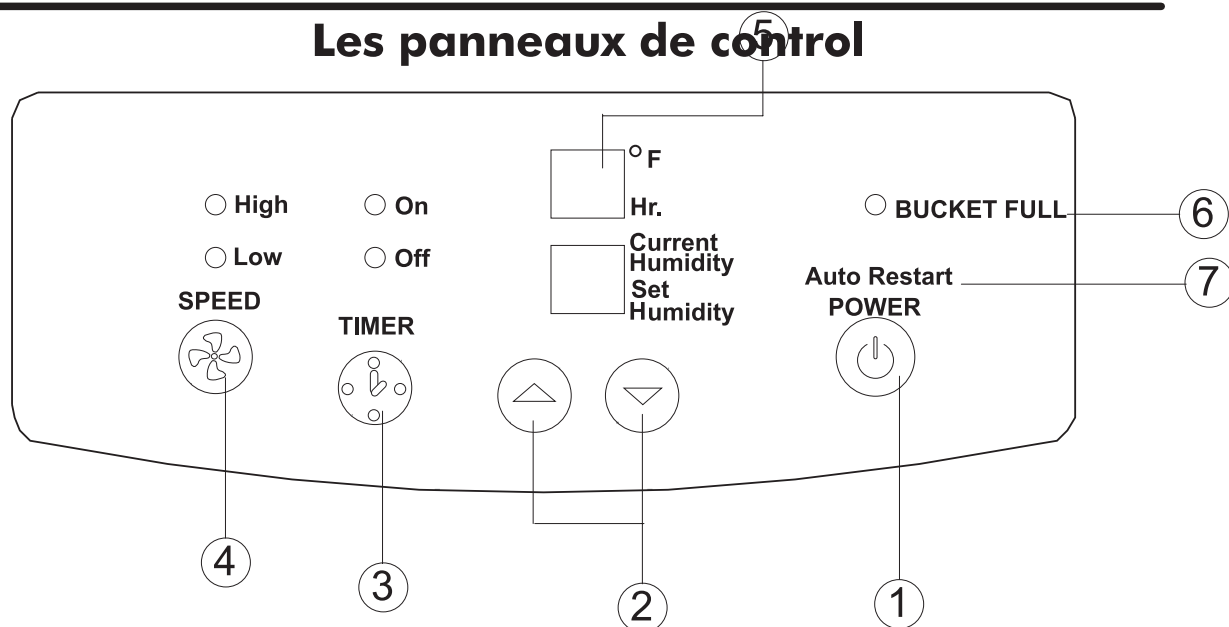 Les panneaux de control
5
°F
High
On
Hr.
BUCKET FULL
6
Low
Off
Current
Humidity
Set
Humidity
Auto Restart
7
POWER
SPEED
TIMER
4
3
2
1